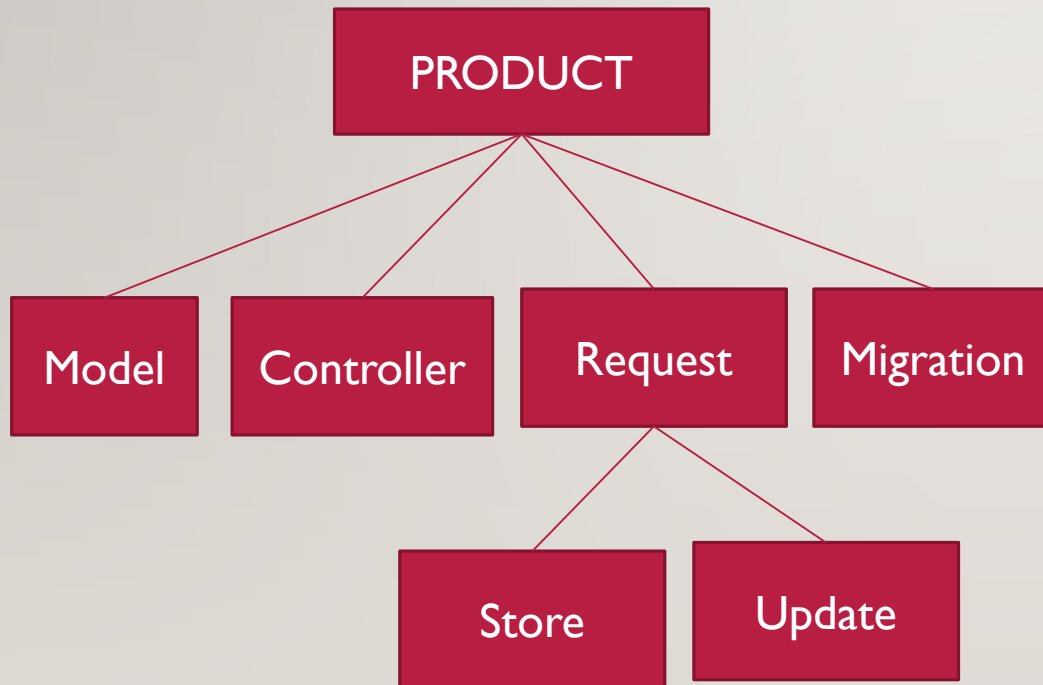 PRODUCT
Model
Controller
Request
Migration
Store
Update